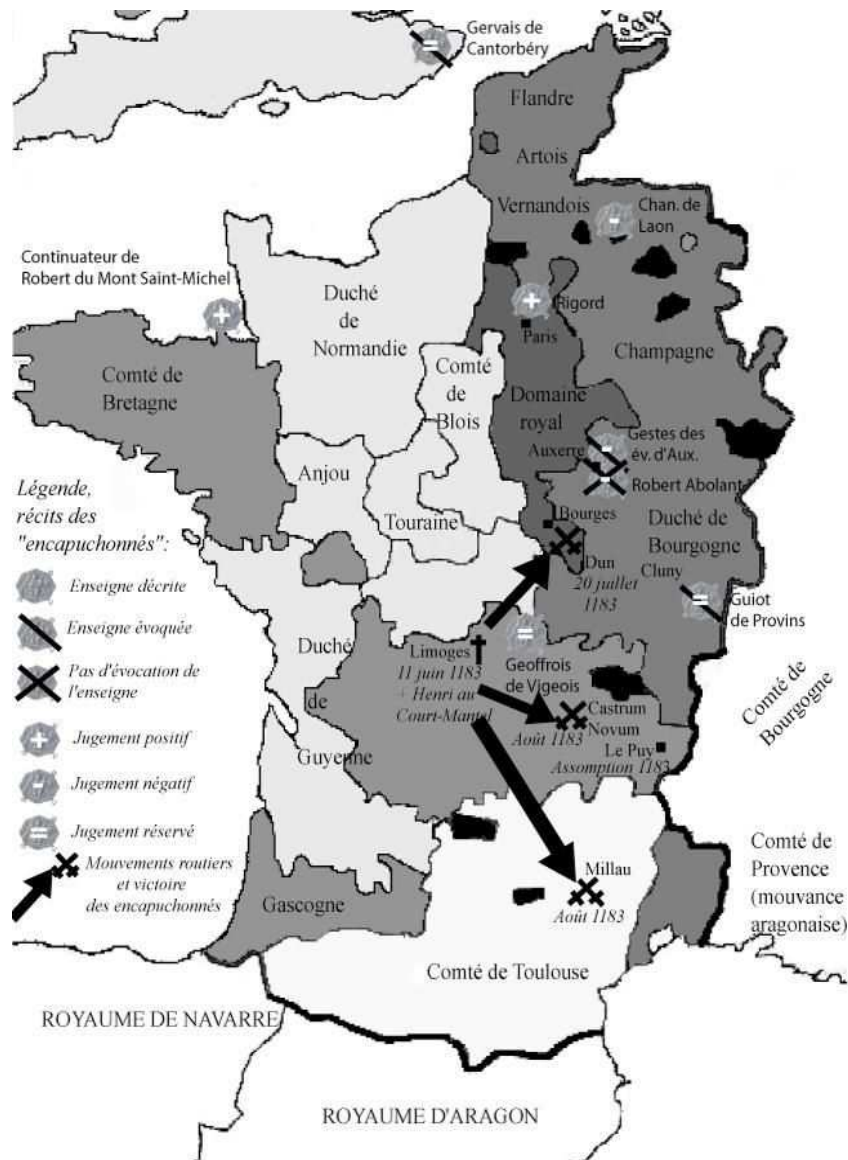 Gervais de
Cantorbéry
Flandre
Artois
Vernandois
Chan. de
Laon
Continuateur de
Robert du Mont Saint-Michel
Rigord
Paris
Duché
de
Normandie
Champagne
Comté de
Bretagne
Comté
de
Blois
Domaine
royal
Gestes des
év. d'Aux.
Auxerre
Robert Abolant
Anjou
Touraine
Bourges
Duché de
Bourgogne
Dun
20 juillet
1183
Cluny
Guiot
de Provins
Légende,
récits des
"encapuchonnés":
Enseigne décrite
Enseigne évoquée
Pas d'évocation de
l'enseigne
Jugement positif
Jugement négatif
Jugement réservé
Mouvements routiers
et victoire
des encapuchonnés
Duché
de
Guyenne
Limoges
11 juin 1183
+ Henri au
Court-Mantel
Geoffrois
de Vigeois
Castrum
Novum
Août 1183
Le Puy
Assomption 1183
Comté de
Bourgogne
Millau
Août 1183
Comté de
Provence
(mouvance
aragonaise)
Gascogne
Comté de Toulouse
ROYAUME DE NAVARRE
ROYAUME D'ARAGON